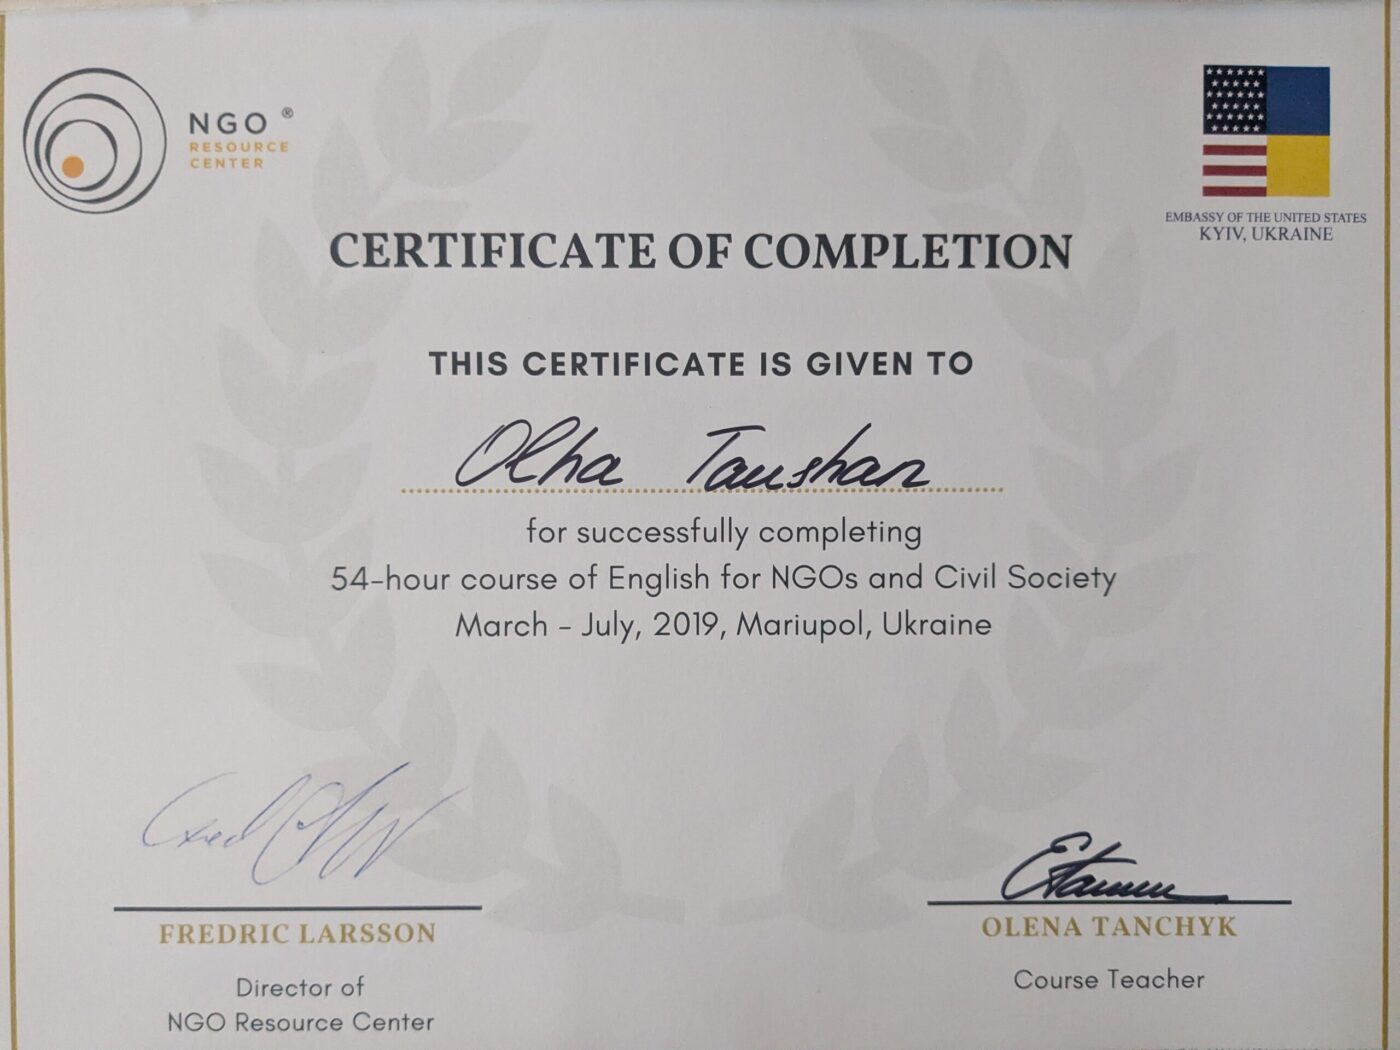 NGO ®
RESOURCE
CENTER
EMBASSY OF THE UNITED STATES
KYIV, UKRAINE
CERTIFICATE OF COMPLETION
THIS CERTIFICATE IS GIVEN TO
Olha Taushan
for successfully completing
54-hour course of English for NGOs and Civil Society
March - July, 2019, Mariupol, Ukraine
FREDRIC LARSSON
Director of
NGO Resource Center
OLENA TANCHYK
Course Teacher